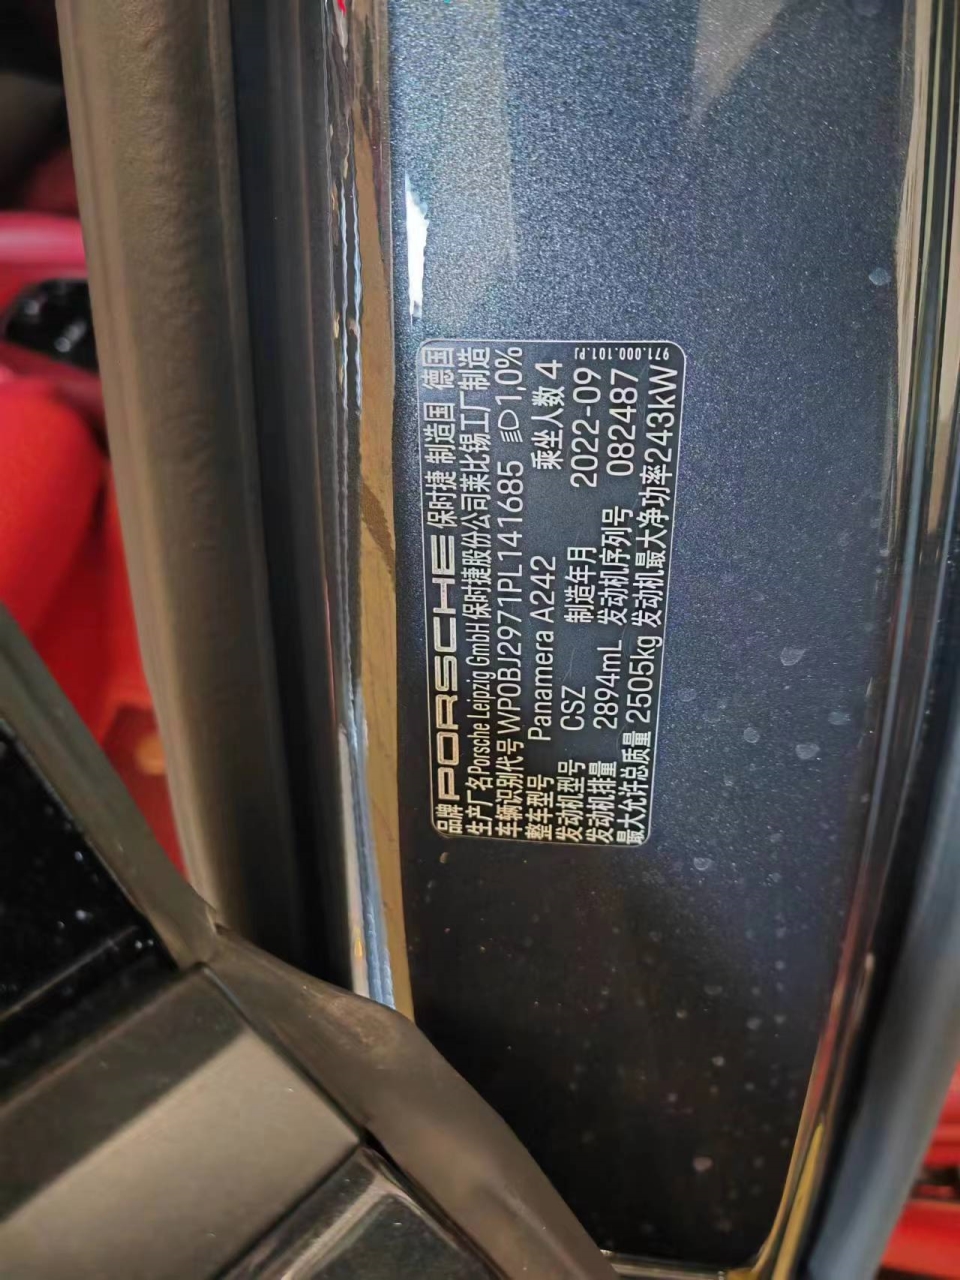 品牌 PORSCHE 保时捷 制造国 德国
生产厂名 Porsche Leipzig GmbH 保时捷股份公司莱比锡工厂制造
车辆识别代号 WP0BJ2971PL141685 1,0%
整车型号 Panamera A242 乘坐人数 4
发动机型号 CSZ 制造年月 2022-09
发动机排量 2894mL 发动机序列号 082487
最大允许总质量 2505kg 发动机最大净功率 243kW
971.000.101.PJ